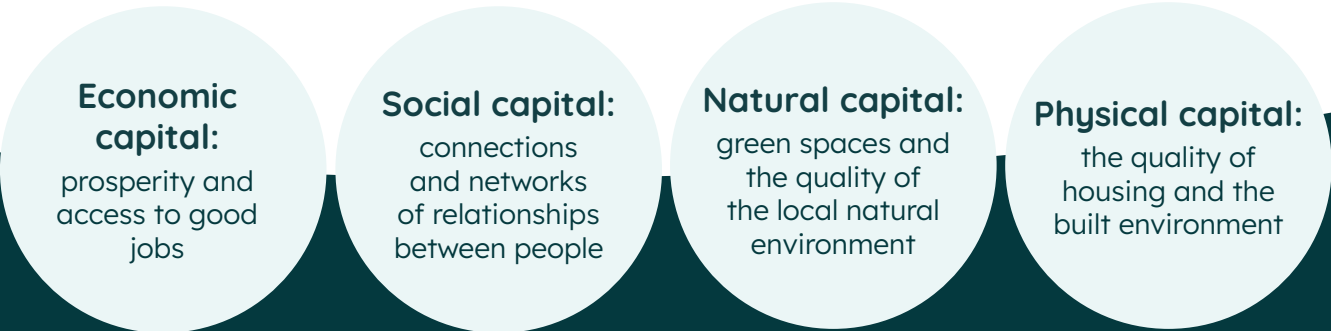 Economic
capital:
prosperity and
access to good
jobs
Social capital:
connections
and networks
of relationships
between people
Natural capital:
green spaces and
the quality of
the local natural
environment
Physical capital:
the quality of
housing and the
built environment